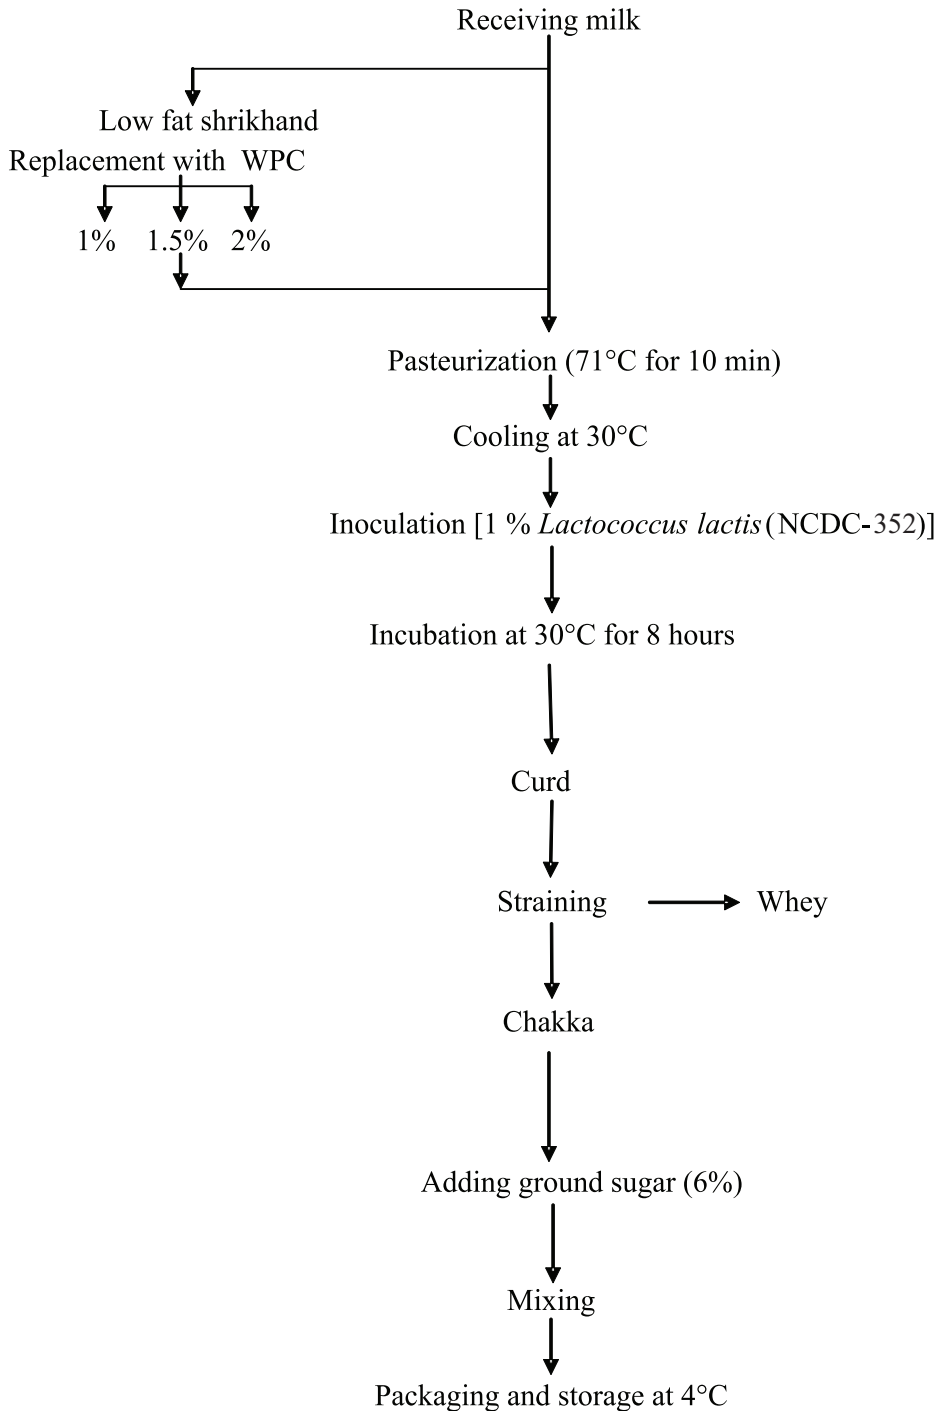 Receiving milk
Low fat shrikhand
Replacement with WPC
1% 1.5% 2%
Pasteurization (71°C for 10 min)
Cooling at 30°C
Inoculation [1 % Lactococcus lactis (NCDC-352)]
Incubation at 30°C for 8 hours
Curd
Straining Whey
Chakka
Adding ground sugar (6%)
Mixing
Packaging and storage at 4°C